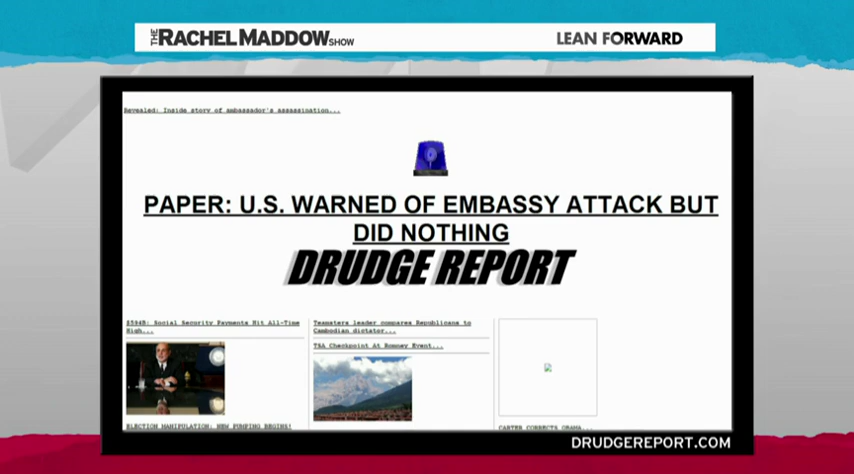 THE RACHEL MADDOW SHOW
LEAN FORWARD
Revealed: Inside story of ambassador's assassination...
PAPER: U.S. WARNED OF EMBASSY ATTACK BUT
DID NOTHING
DRUDGE REPORT
$594B: Social Security Payments Hit All-Time
High...
Teamsters leader compares Republicans to
Cambodian dictator...
TSA Checkpoint At Romney Event...
ELECTION MANIPULATION: NEW PUMPING BEGINS!
CARTER CORRECTS OBAMA...
DRUDGEREPORT.COM